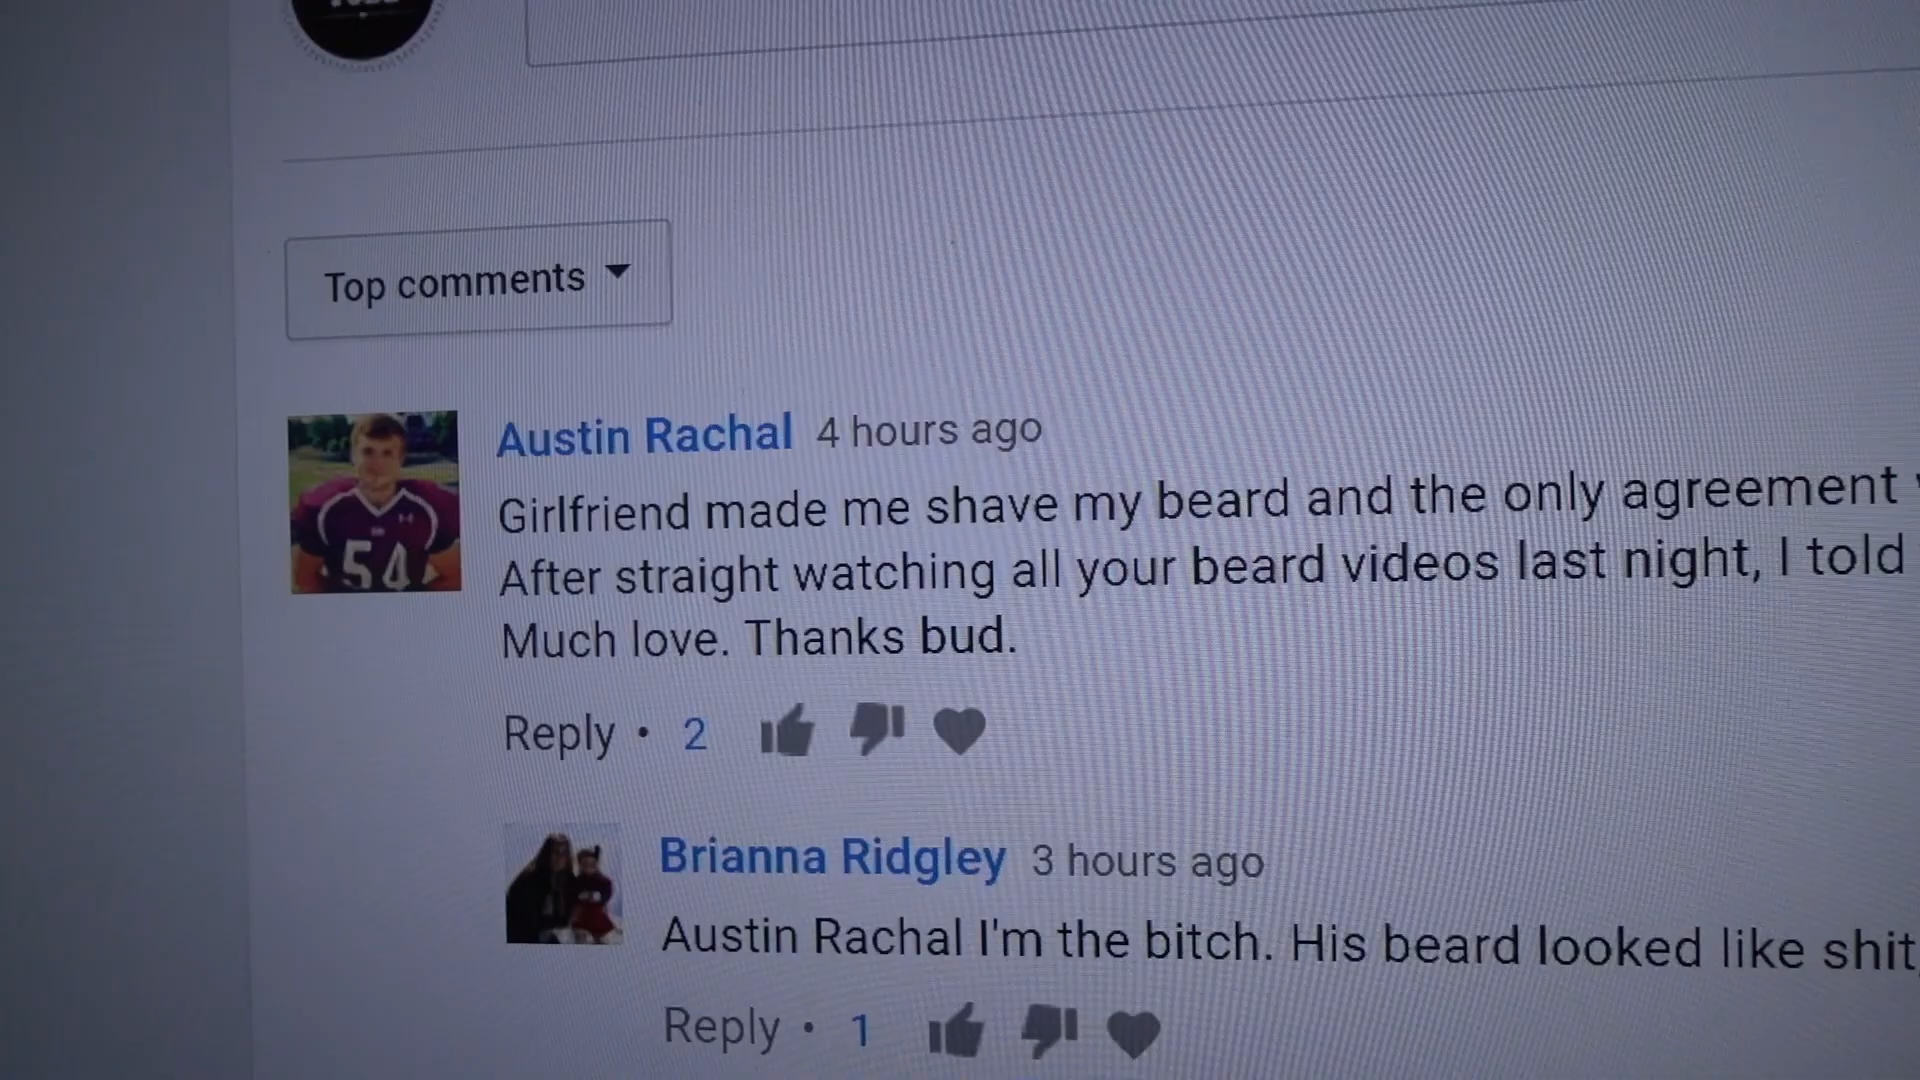 Top comments
54
Austin Rachal 4 hours ago
Girlfriend made me shave my beard and the only agreement
After straight watching all your beard videos last night, I told
Much love. Thanks bud.
Reply • 2
Brianna Ridgley 3 hours ago
Austin Rachal I'm the bitch. His beard looked like shit
Reply • 1